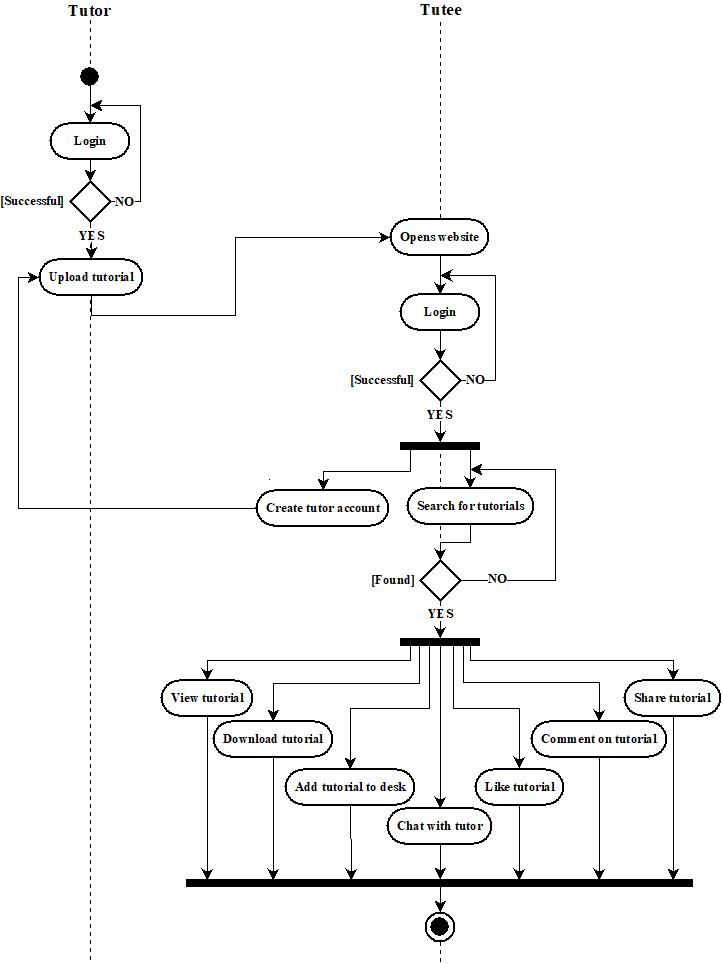 Tutor
Tutee
Login
[Successful]
NO
YES
Opens website
Upload tutorial
Login
[Successful]
NO
YES
Create tutor account
Search for tutorials
[Found]
NO
YES
View tutorial
Share tutorial
Download tutorial
Comment on tutorial
Add tutorial to desk
Like tutorial
Chat with tutor